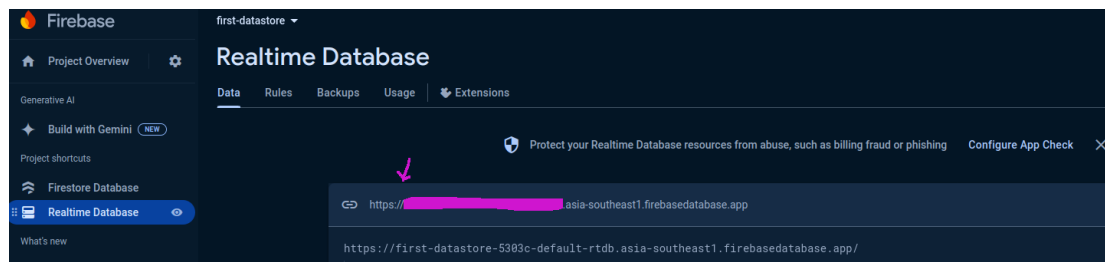 Firebase
first-datastore
Project Overview
Realtime Database
Data Rules Backups Usage Extensions
Generative AI
Build with Gemini NEW
Protect your Realtime Database resources from abuse, such as billing fraud or phishing Configure App Check
Project shortcuts
Firestore Database
Realtime Database
https:// .asia-southeast1.firebasedatabase.app
What's new
https://first-datastore-5303c-default-rtdb.asia-southeast1.firebasedatabase.app/